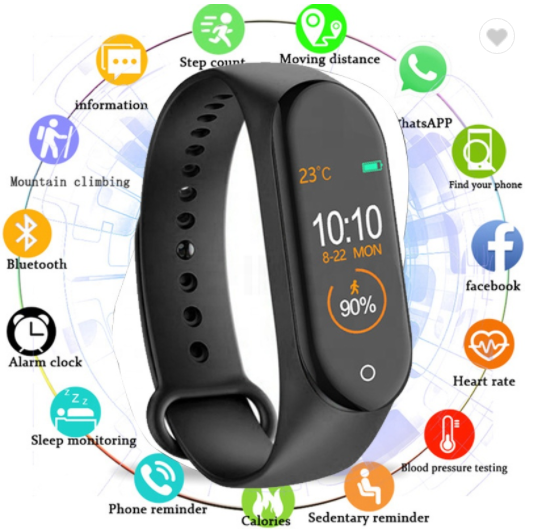 Step count
Moving distance
information
hatsAPP
Mountain climbing
Find your phone
23°C
10:10
8-22 MON
90%
Bluetooth
facebook
Alarm clock
Heart rate
zZz
Sleep monitoring
Blood pressure testing
Phone reminder
Calories
Sedentary reminder